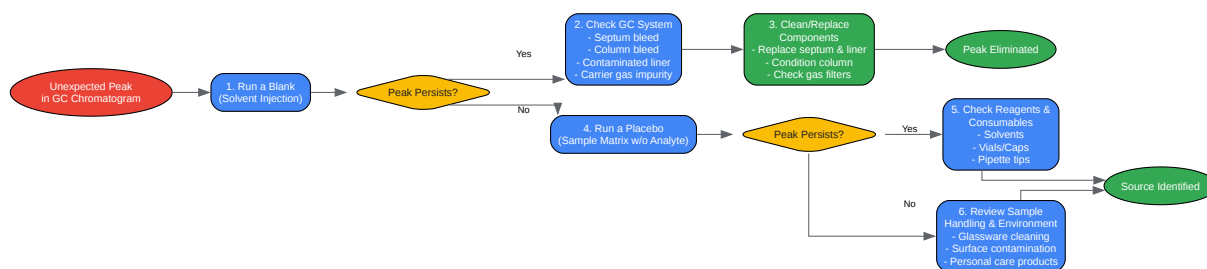 Unexpected Peak
in GC Chromatogram
1. Run a Blank
(Solvent Injection)
Peak Persists?
Yes
No
2. Check GC System
- Septum bleed
- Column bleed
- Contaminated liner
- Carrier gas impurity
3. Clean/Replace
Components
- Replace septum & liner
- Condition column
- Check gas filters
Peak Eliminated
4. Run a Placebo
(Sample Matrix w/o Analyte)
Peak Persists?
Yes
No
5. Check Reagents &
Consumables
- Solvents
- Vials/Caps
- Pipette tips
6. Review Sample
Handling & Environment
- Glassware cleaning
- Surface contamination
- Personal care products
Source Identified